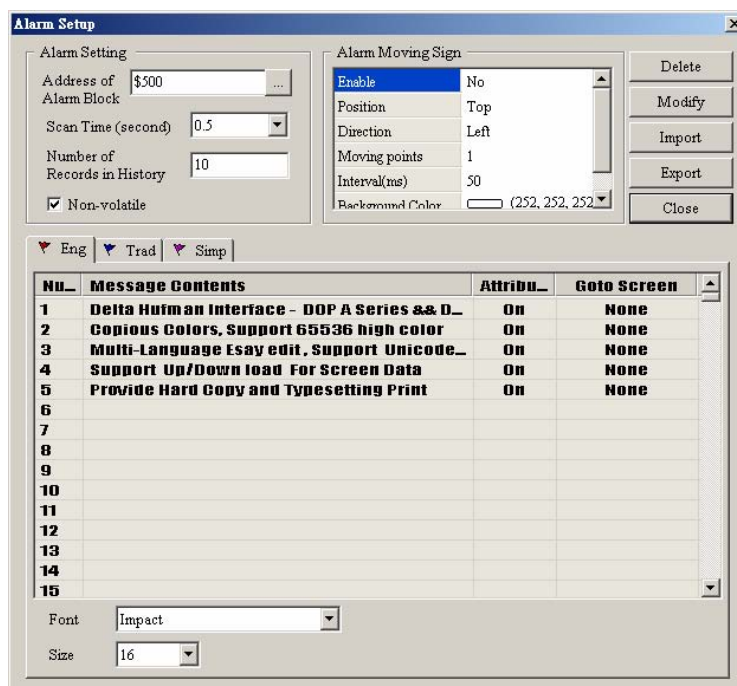 Alarm Setup
Alarm Setting
Address of Alarm Block $500 ...
Scan Time (second) 0.5
Number of Records in History 10
Non-volatile
Alarm Moving Sign
Enable No
Position Top
Direction Left
Moving points 1
Interval(ms) 50
Background Color (252, 252, 252
Delete
Modify
Import
Export
Close
Eng Trad Simp
Nu... Message Contents Attribu... Goto Screen
1 Delta Hufman Interface - DOP A Series && D... On None
2 Copious Colors, Support 65536 high color On None
3 Multi-Language Esay edit, Support Unicode... On None
4 Support Up/Down load For Screen Data On None
5 Provide Hard Copy and Typesetting Print On None
6
7
8
9
10
11
12
13
14
15
Font Impact
Size 16